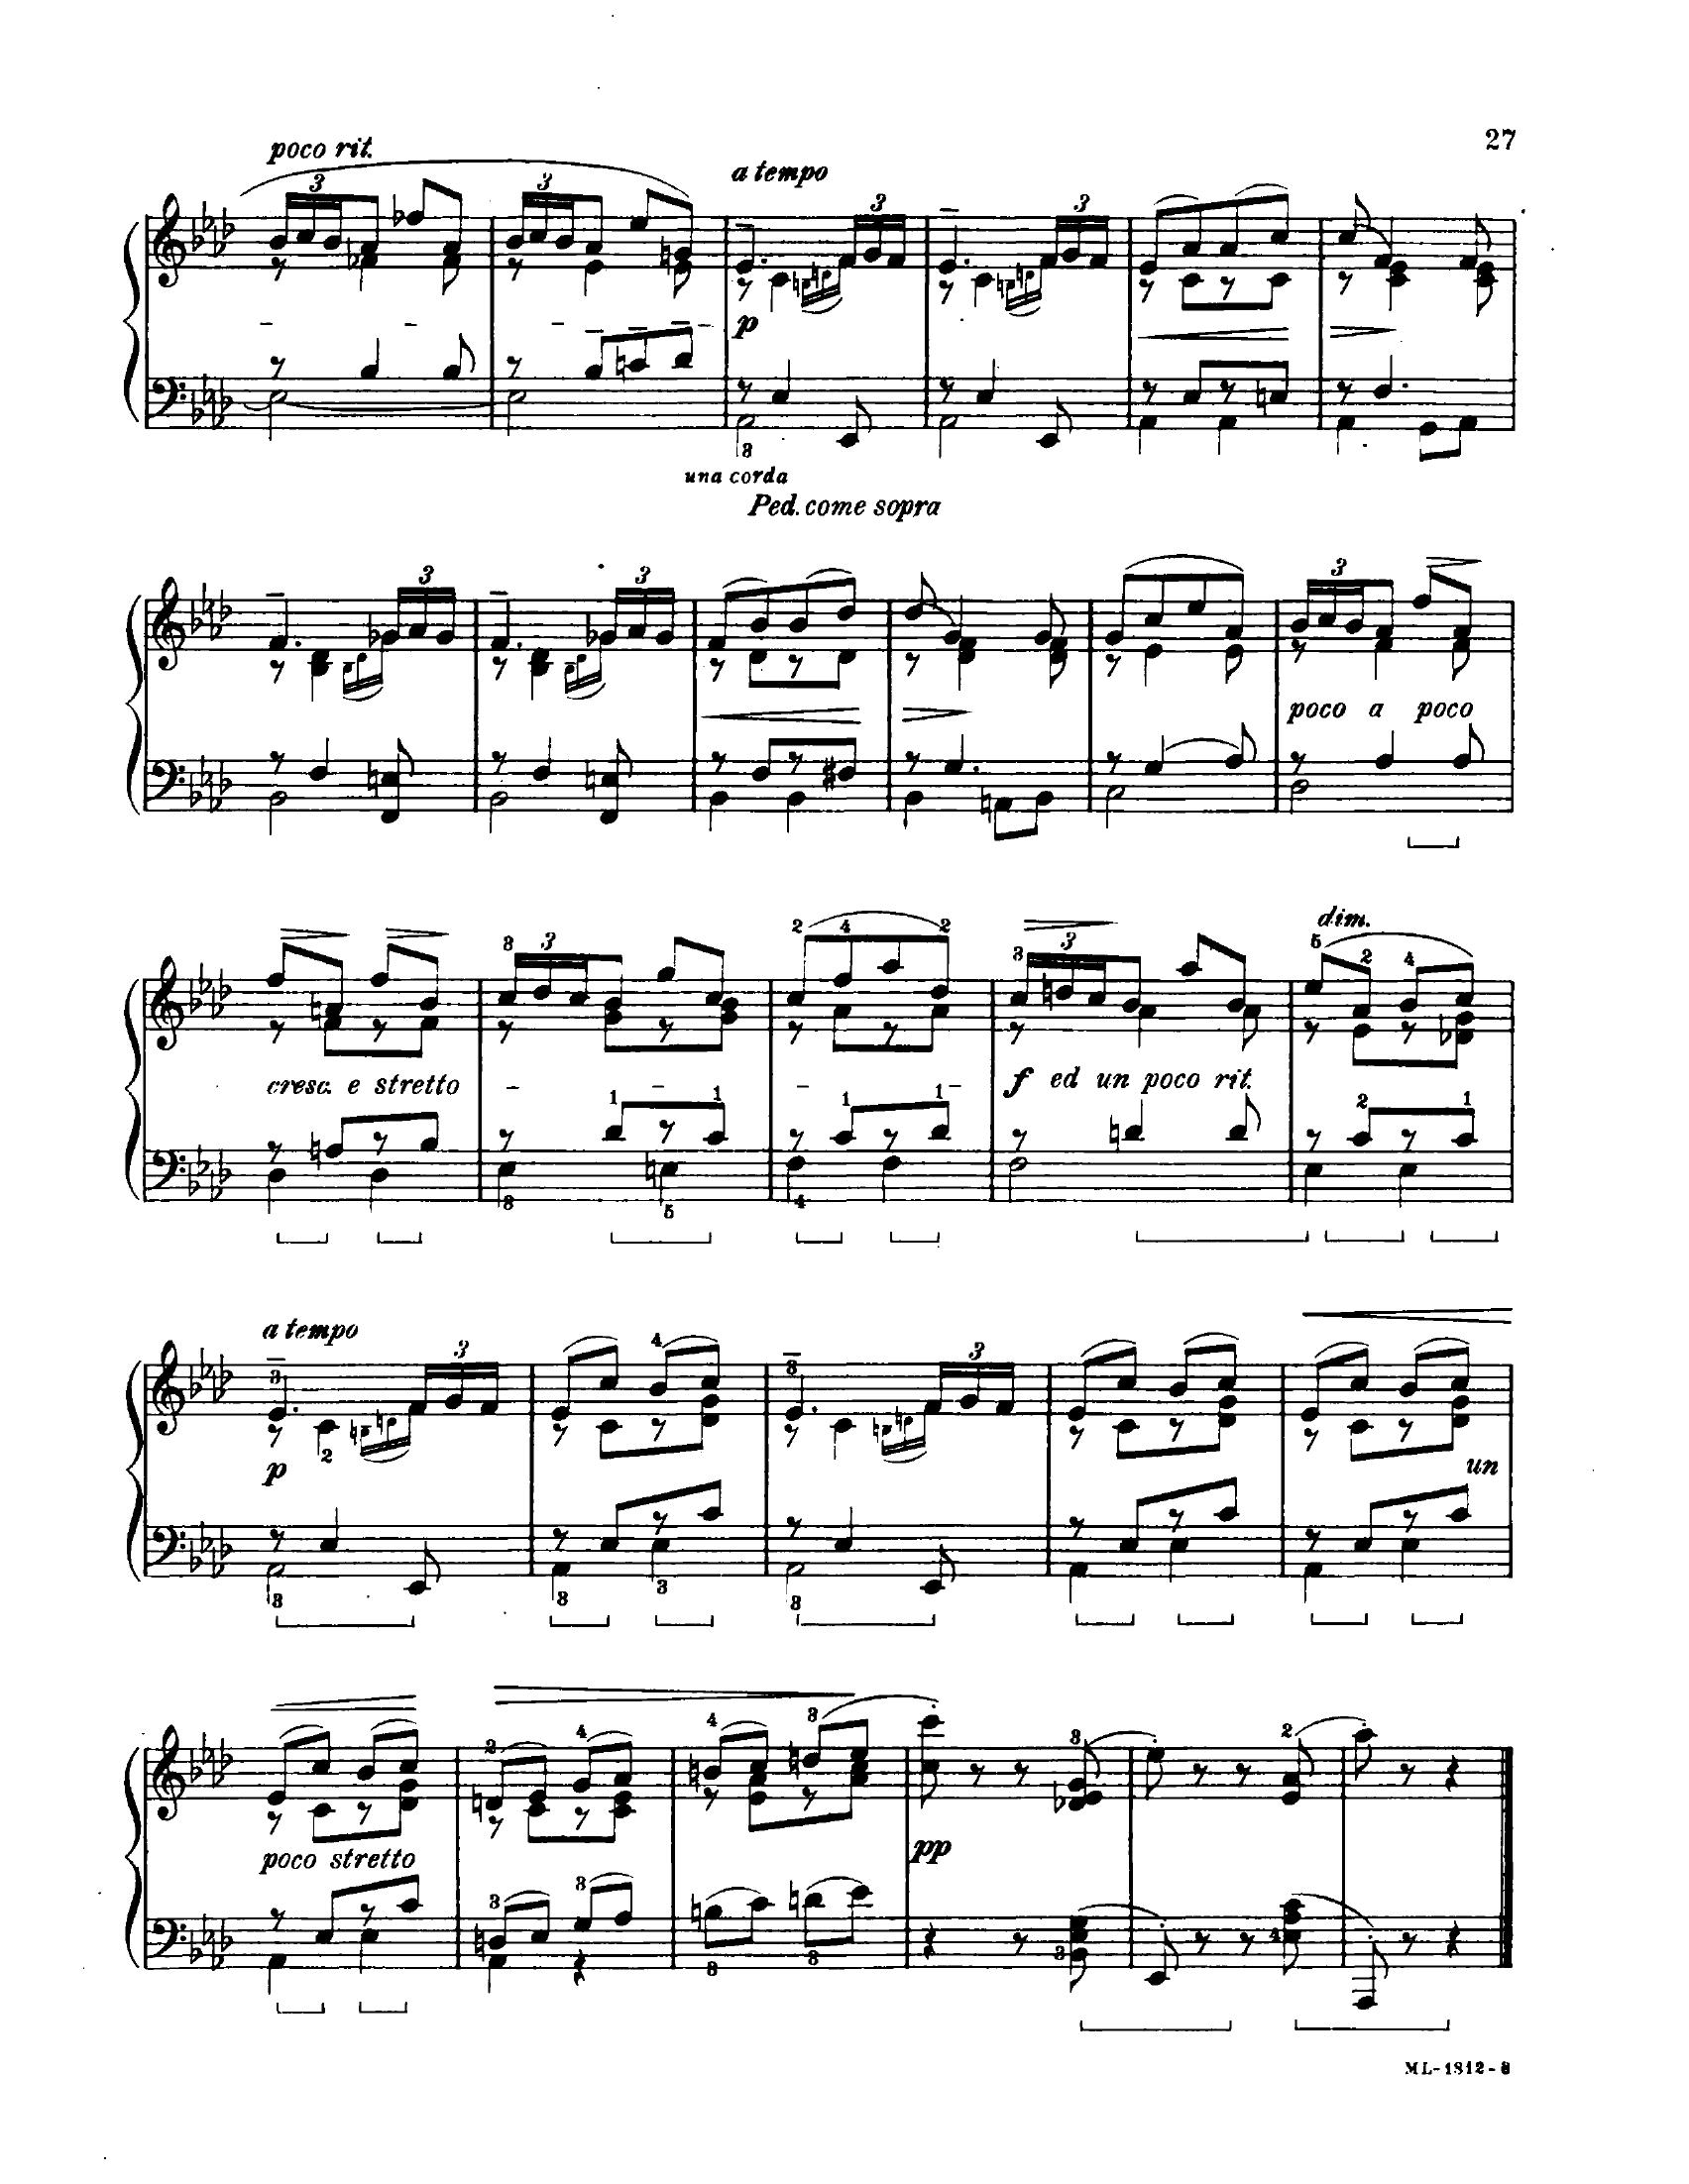 27
poco rit.
a tempo
3 3 3 3
p
8
una corda
Ped. come sopra
3 3 3
poco a poco
dim.
8 3 2 4 2 3 3 5 2 4
cresc. e stretto
f ed un poco rit.
1 1 1 1 2 1
8 5 4
a tempo
3 3 4 8 3
2
p
un
8 8 3 8
2 4 4 3 3 2
poco stretto
pp
3 3 3 4
8 8
ML-1812-8